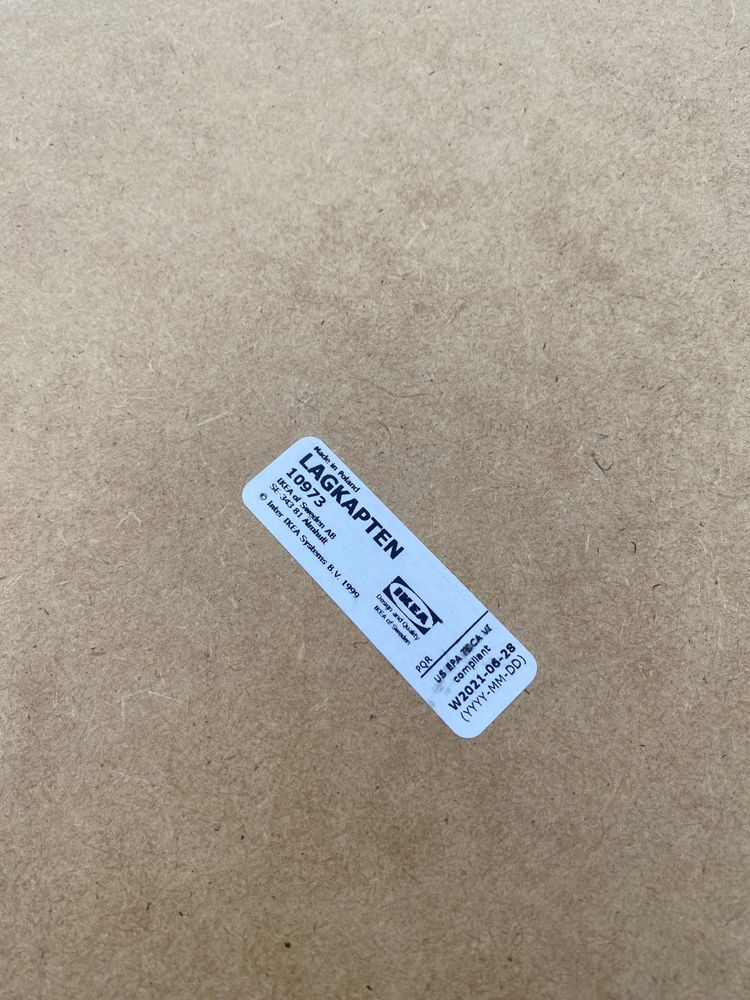 Made in Poland
LAGKAPTEN
10973
IKEA of Sweden AB
SE-343 81 Älmhult
© Inter IKEA Systems B.V. 1999
IKEA
Design and Quality
IKEA of Sweden
PQR
US EPA TSCA VI
compliant
W2021-06-28
(YYYY-MM-DD)